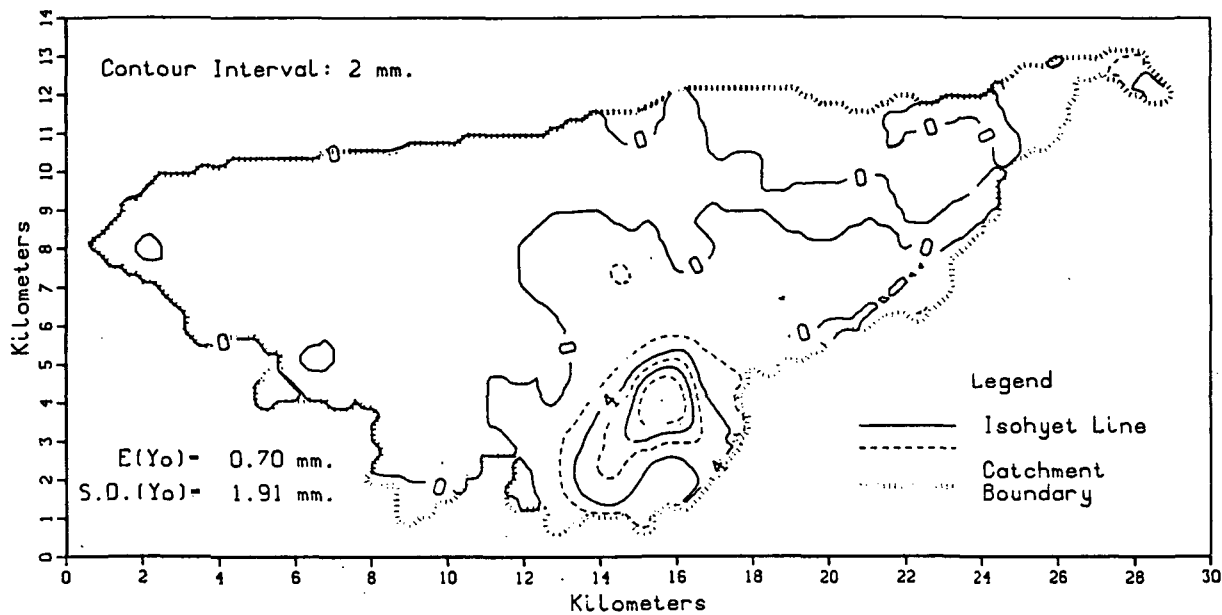 Contour Interval: 2 mm.
E(Yo)= 0.70 mm.
S.D.(Yo)= 1.91 mm.
Legend
Isohyet Line
Catchment
Boundary
Kilometers
14
13
12
11
10
9
8
7
6
5
4
3
2
1
0
0 2 4 6 8 10 12 14 16 18 20 22 24 26 28 30
Kilometers
0
0
0
0
0
0
0
0
0
0
0
4
4